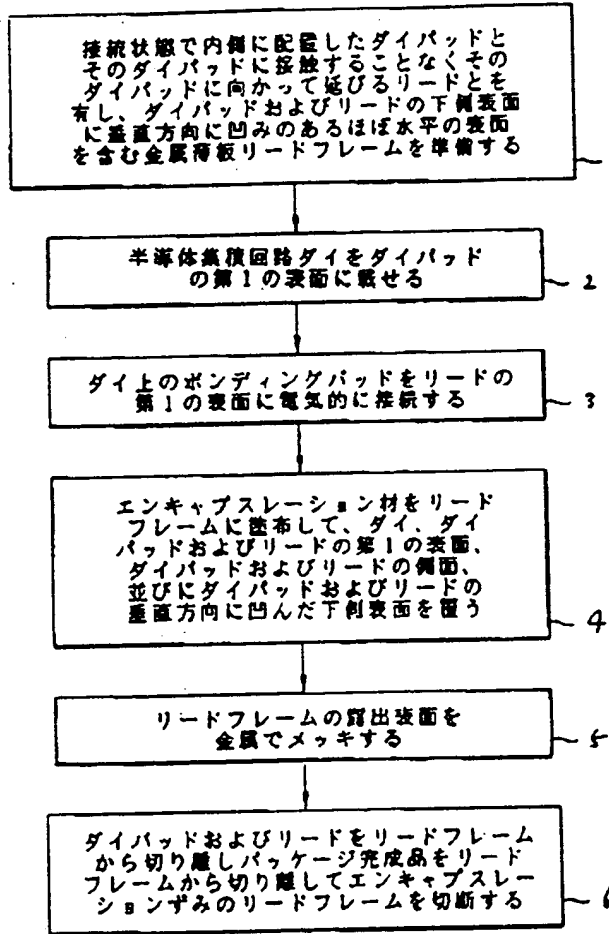 接続状態で内側に配置したダイパッドと
そのダイパッドに接触することなくその
ダイパッドに向かって延びるリードとを
有し、ダイパッドおよびリードの下側表面
に垂直方向に凹みのあるほぼ水平の表面
を含む金属薄板リードフレームを準備する
半導体集積回路ダイをダイパッド
の第1の表面に載せる
2
ダイ上のボンディングパッドをリードの
第1の表面に電気的に接続する
3
エンキャプスレーション材をリード
フレームに塗布して、ダイ、ダイ
パッドおよびリードの第1の表面、
ダイパッドおよびリードの側面、
並びにダイパッドおよびリードの
垂直方向に凹んだ下側表面を覆う
4
リードフレームの露出表面を
金属でメッキする
5
ダイパッドおよびリードをリードフレーム
から切り離しパッケージ完成品をリード
フレームから切り離してエンキャプスレー
ションずみのリードフレームを切断する
6